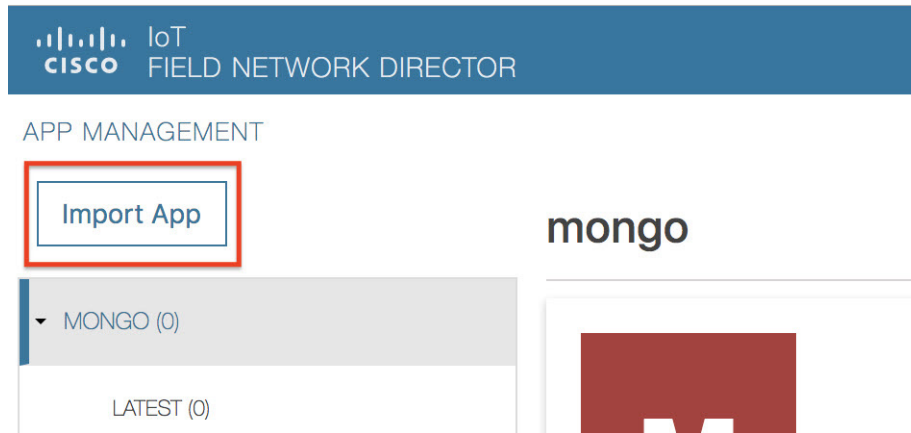 IoT
CISCO FIELD NETWORK DIRECTOR
APP MANAGEMENT
Import App
mongo
MONGO (0)
LATEST (0)
M